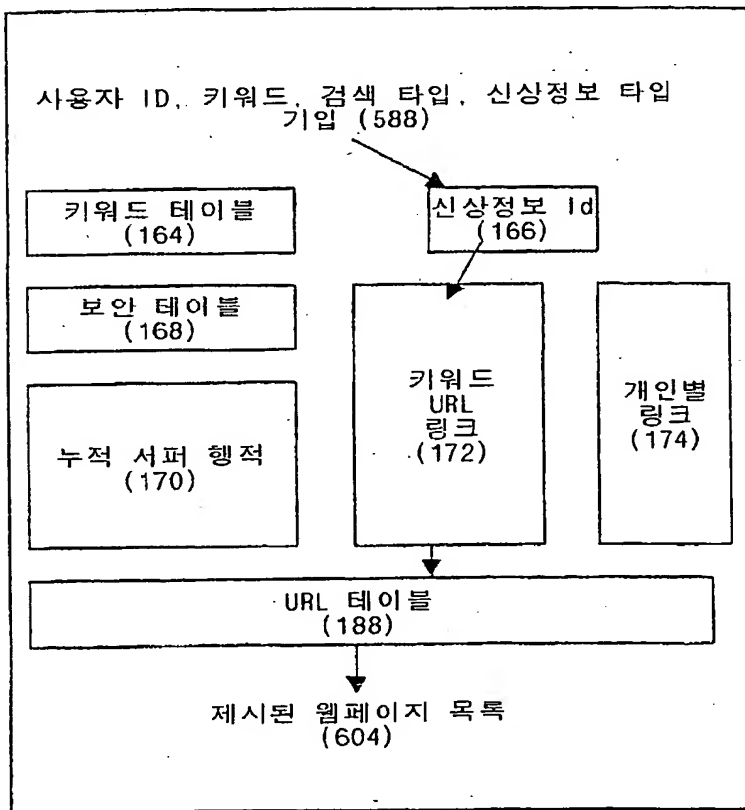 사용자 ID, 키워드, 검색 타입, 신상정보 타입
기입 (588)
키워드 테이블
(164)
신상정보 Id
(166)
보안 테이블
(168)
키워드
URL
링크
(172)
개인별
링크
(174)
누적 서퍼 행적
(170)
URL 테이블
(188)
제시된 웹페이지 목록
(604)